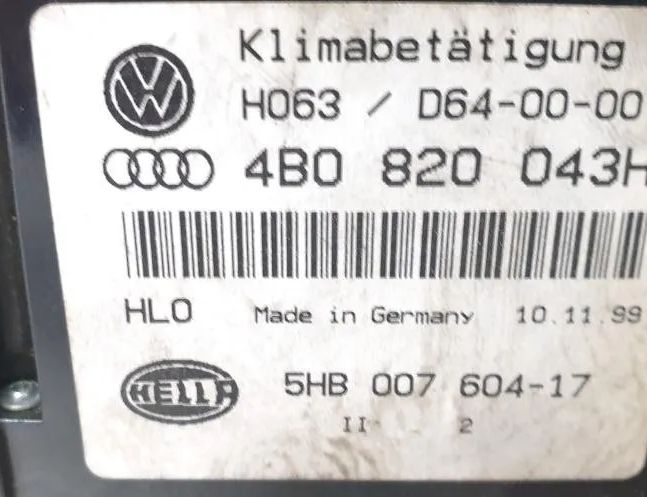 Klimabetätigung
H063 / D64-00-00
4B0 820 043H
HLO Made in Germany 10.11.99
HELLA 5HB 007 604-17
II 2